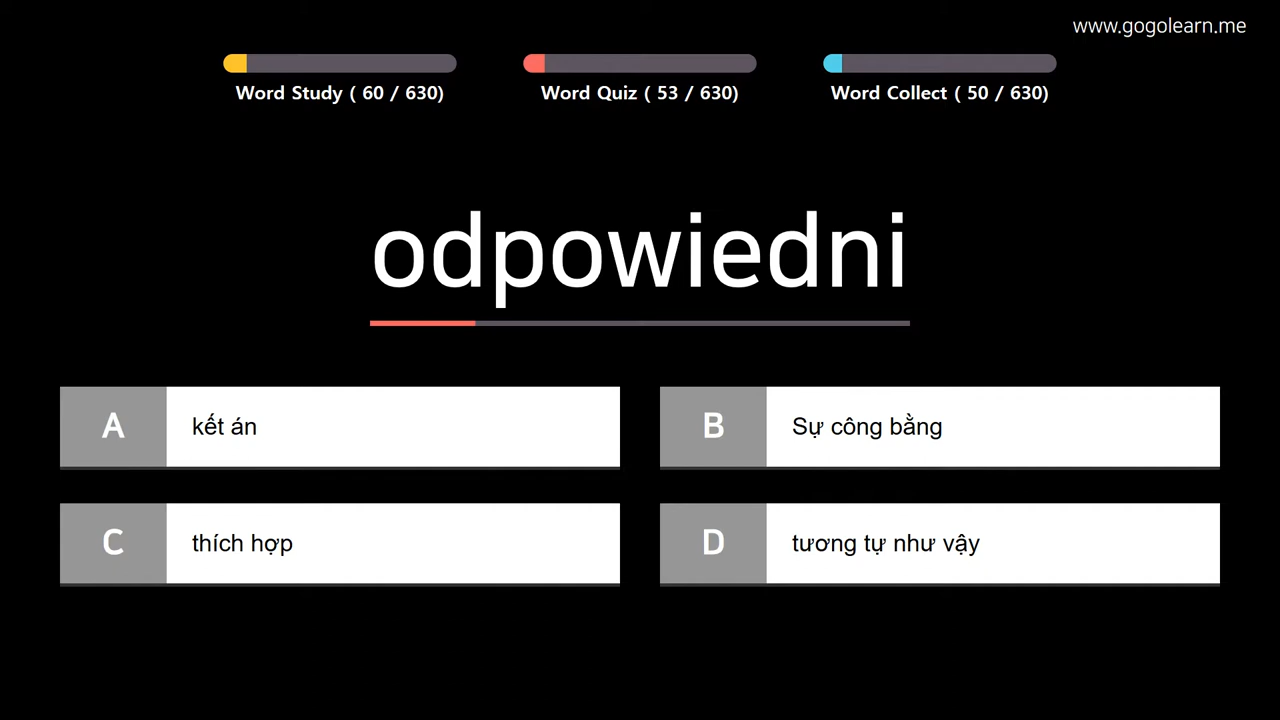 www.gogolearn.me
Word Study ( 60 / 630)
Word Quiz ( 53 / 630)
Word Collect ( 50 / 630)
odpowiedni
A kết án
B Sự công bằng
C thích hợp
D tương tự như vậy